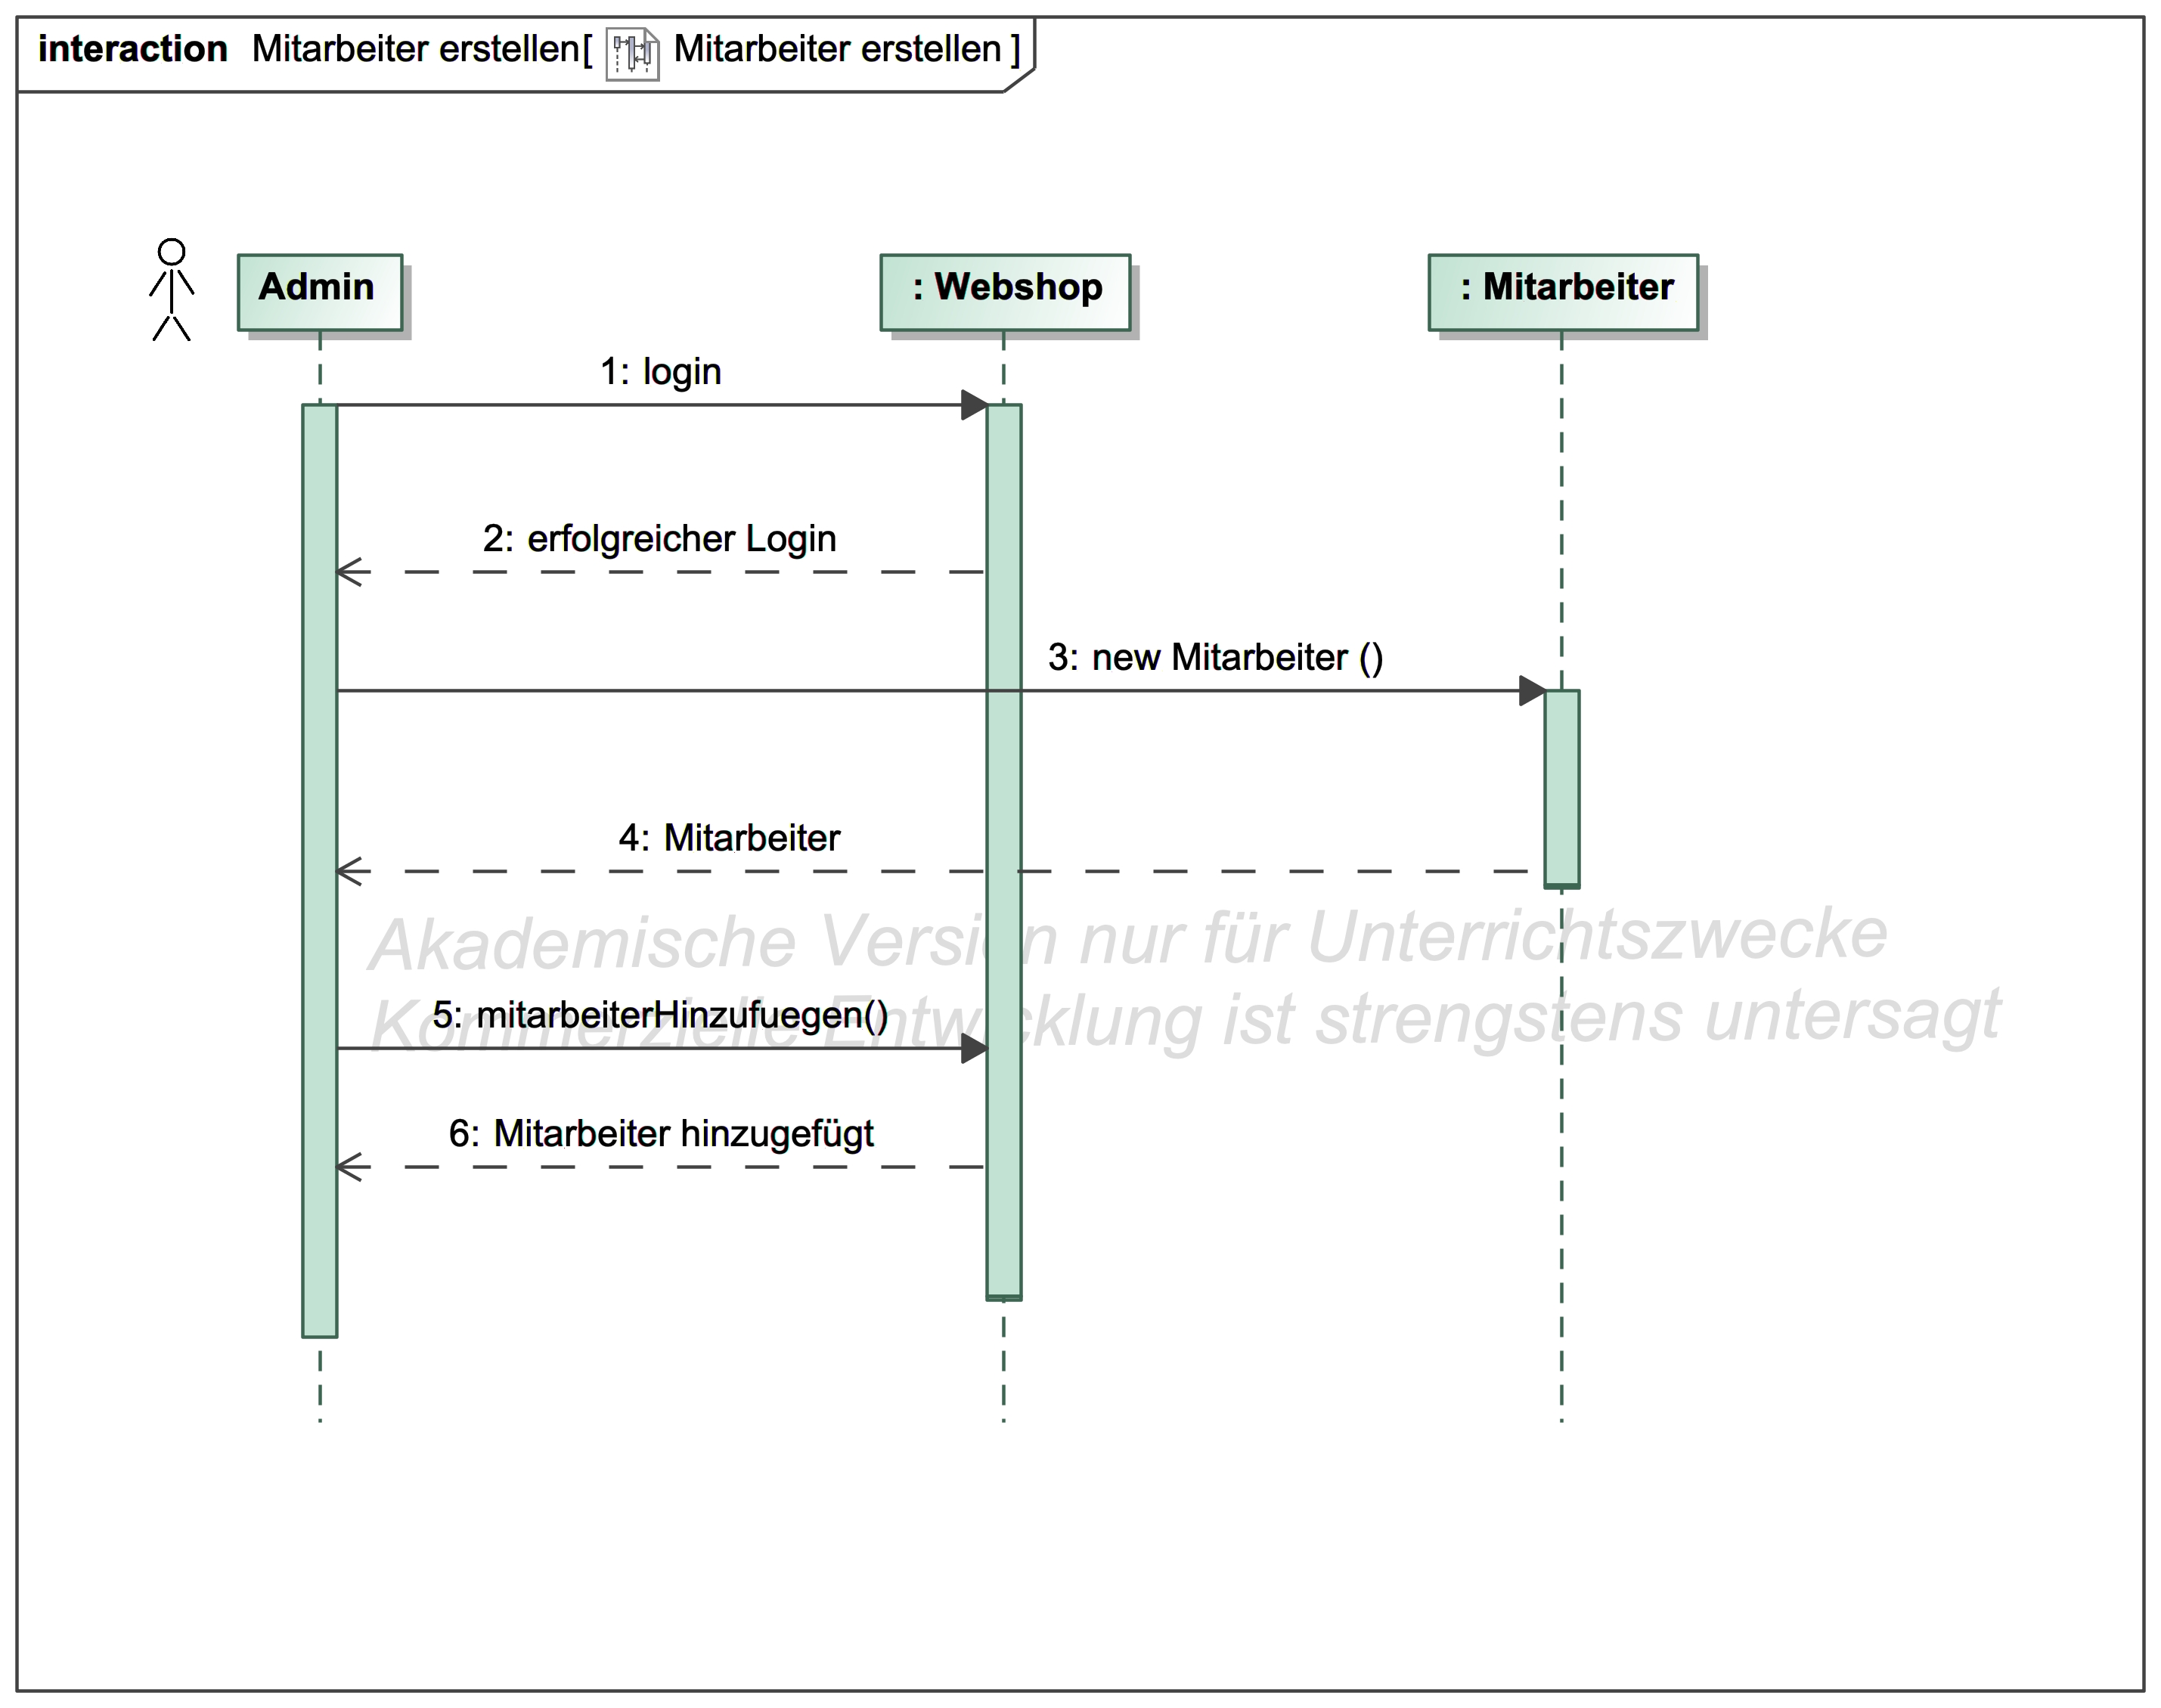 interaction Mitarbeiter erstellen[ Mitarbeiter erstellen ]
Admin
: Webshop
: Mitarbeiter
1: login
2: erfolgreicher Login
3: new Mitarbeiter ()
4: Mitarbeiter
Akademische Version nur für Unterrichtszwecke
5: mitarbeiterHinzufuegen()
Kommerzielle Entwicklung ist strengstens untersagt
6: Mitarbeiter hinzugefügt